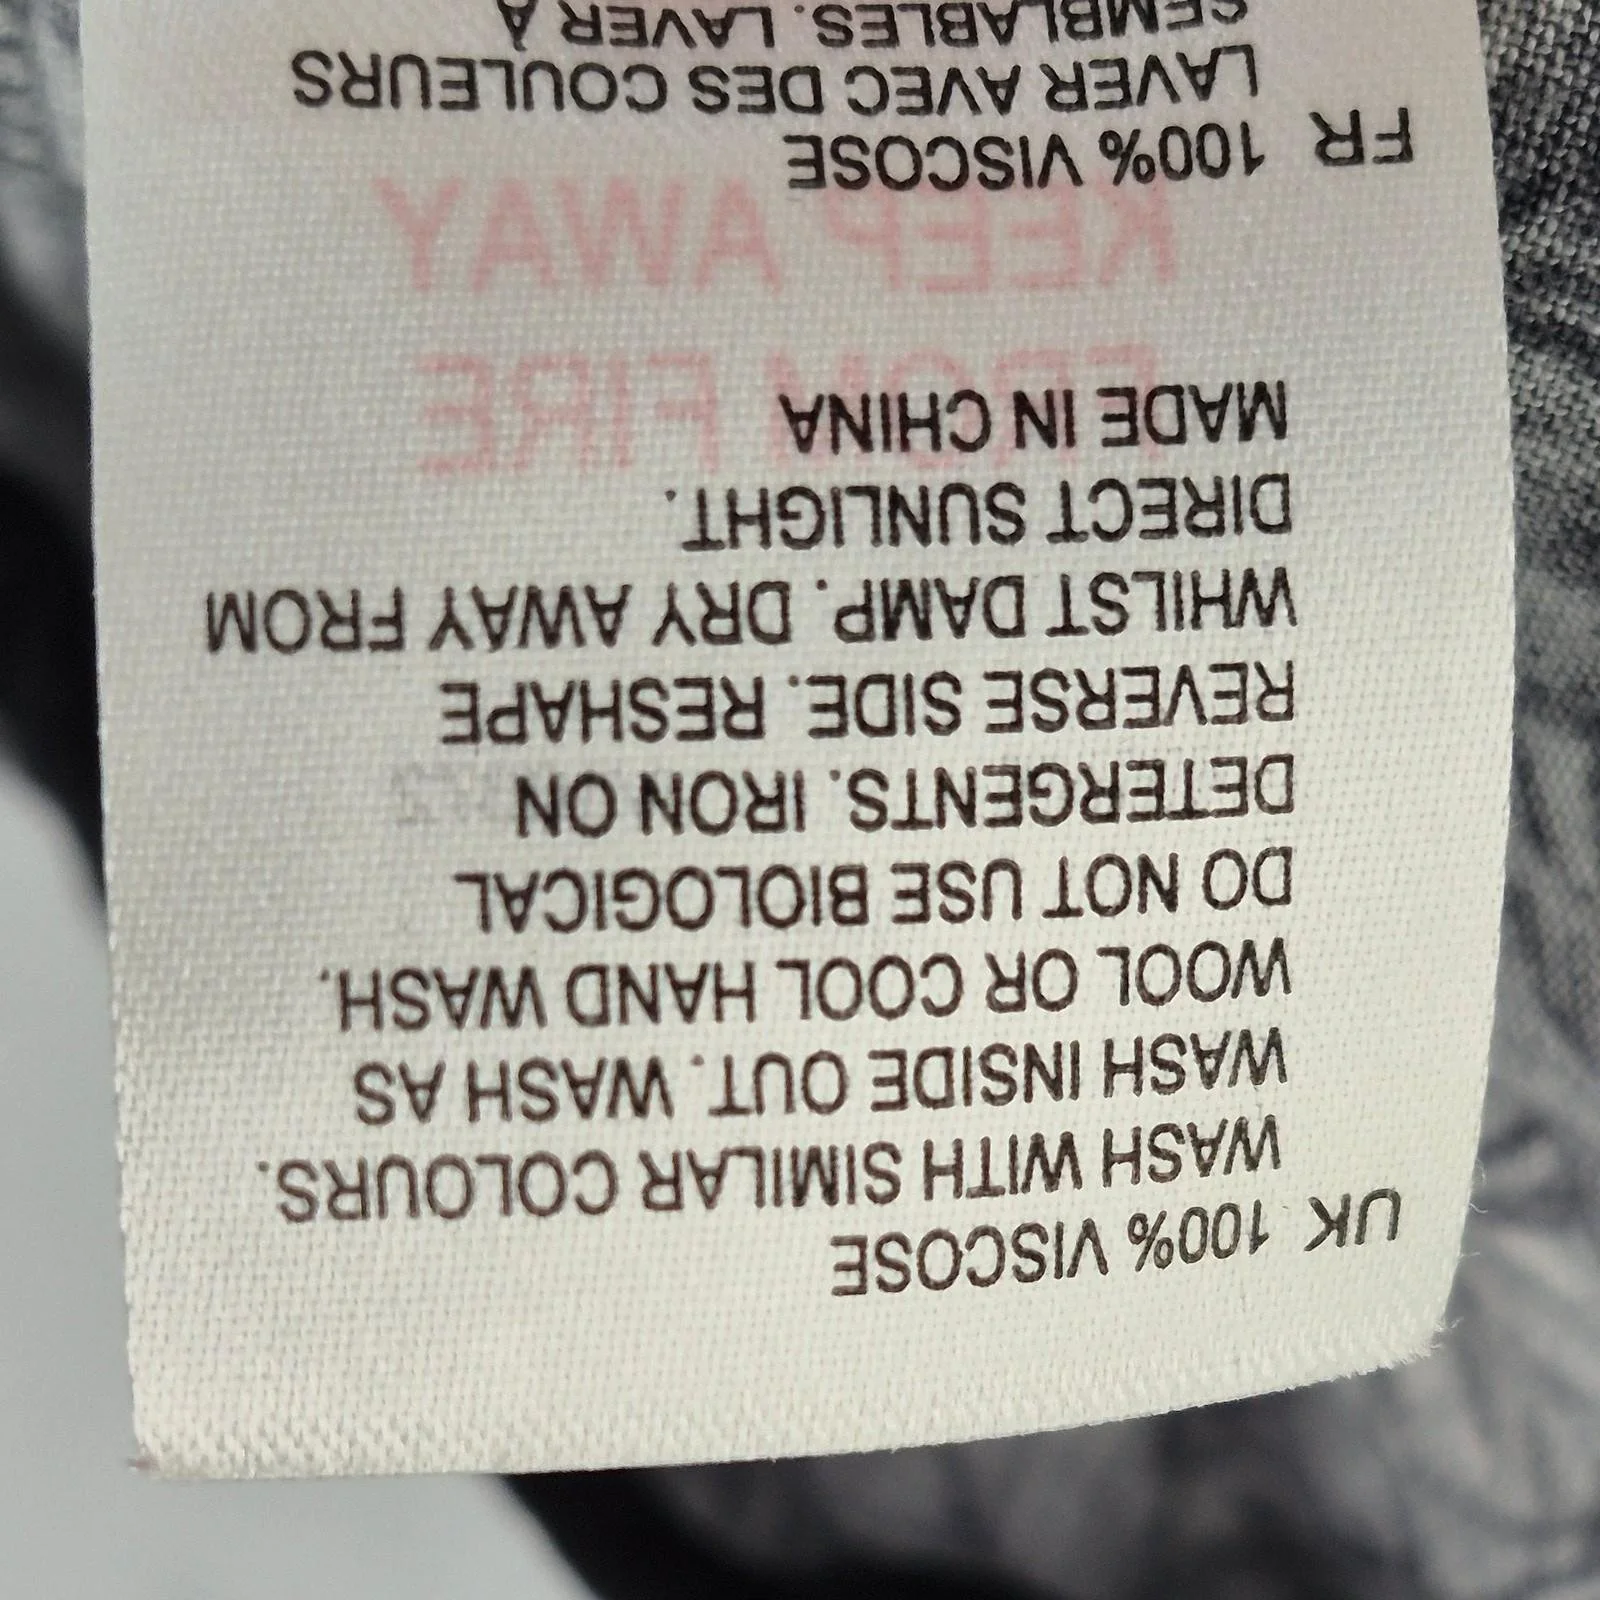 UK 100% VISCOSE
WASH WITH SIMILAR COLOURS.
WASH INSIDE OUT. WASH AS
WOOL OR COOL HAND WASH.
DO NOT USE BIOLOGICAL
DETERGENTS. IRON ON
REVERSE SIDE. RESHAPE
WHILST DAMP. DRY AWAY FROM
DIRECT SUNLIGHT.
MADE IN CHINA
FR 100% VISCOSE
LAVER AVEC DES COULEURS
SEMBLABLES. LAVER À
KEEP AWAY
FROM FIRE